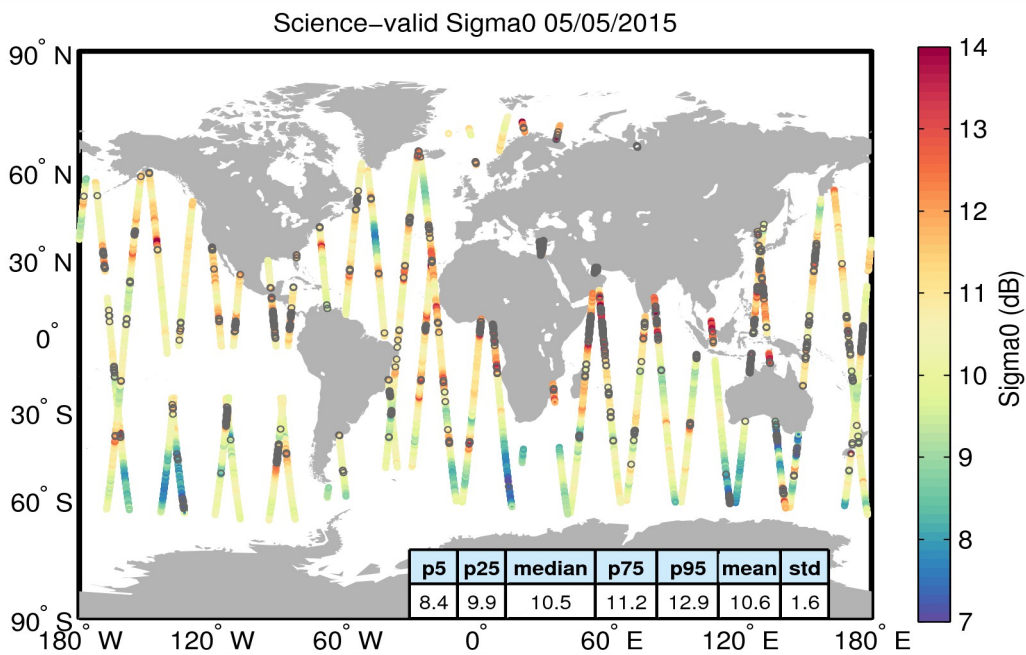 Science−valid Sigma0 05/05/2015
90° N
60° N
30° N
0°
30° S
60° S
90° S
180° W
120° W
60° W
0°
60° E
120° E
180° E
p5 p25 median p75 p95 mean std
8.4 9.9 10.5 11.2 12.9 10.6 1.6
14
13
12
11
10
9
8
7
Sigma0 (dB)